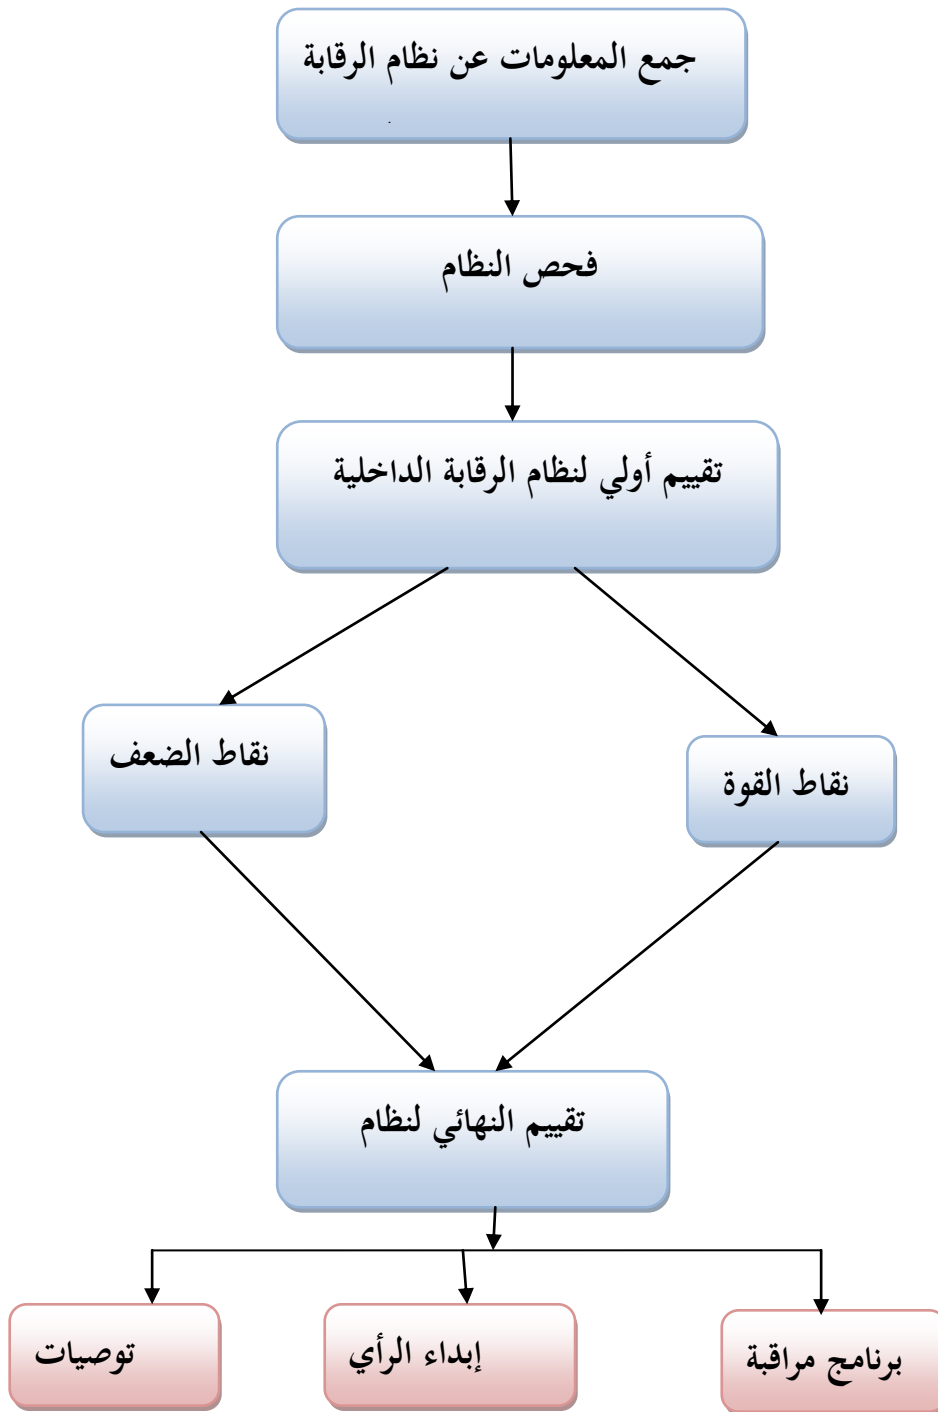 جمع المعلومات عن نظام الرقابة
فحص النظام
تقييم أولي لنظام الرقابة الداخلية
نقاط القوة
نقاط الضعف
تقييم النهائي لنظام
برنامج مراقبة
إبداء الرأي
توصيات